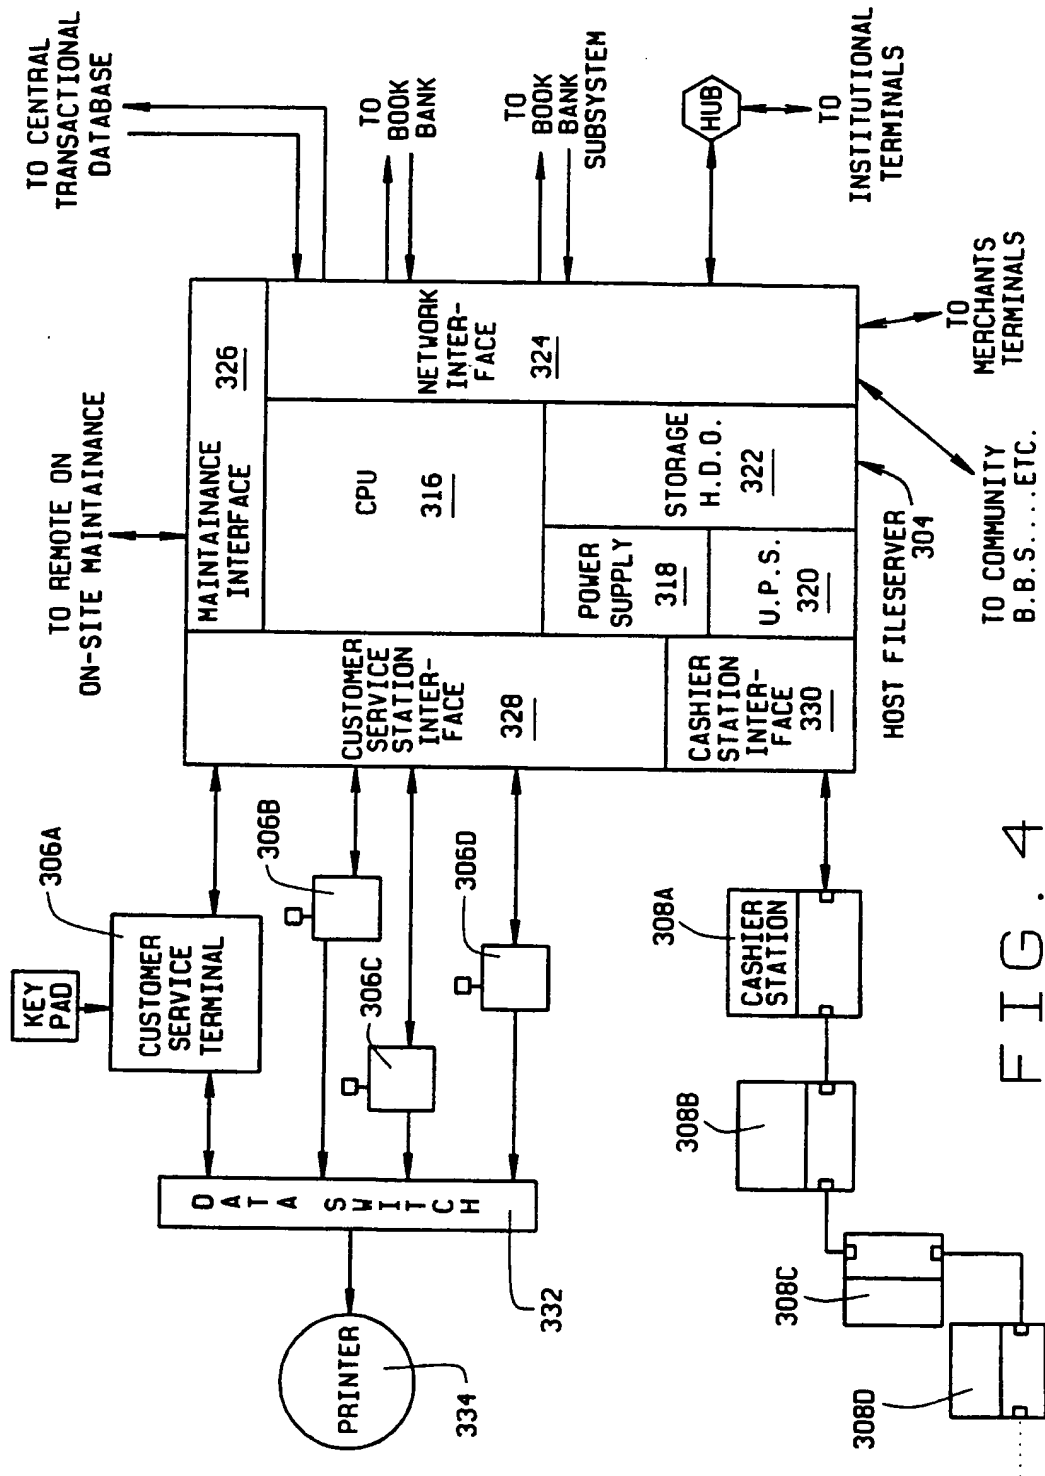 TO CENTRAL
TRANSACTIONAL
DATABASE
TO
BOOK
BANK
TO
BOOK
BANK
SUBSYSTEM
HUB
TO
INSTITUTIONAL
TERMINALS
TO REMOTE ON
ON-SITE MAINTAINANCE
MAINTAINANCE
INTERFACE
326
NETWORK
INTER-
FACE
324
TO
MERCHANTS
TERMINALS
CPU
316
STORAGE
H.D.O.
322
TO COMMUNITY
B.B.S....ETC.
POWER
SUPPLY
318
U.P.S.
320
HOST FILESERVER
304
CUSTOMER
SERVICE
STATION
INTER-
FACE
328
CASHIER
STATION
INTER-
FACE
330
306A
KEY
PAD
CUSTOMER
SERVICE
TERMINAL
306B
306C
306D
308A
CASHIER
STATION
308B
308C
308D
DATA SWITCH
332
PRINTER
334
FIG. 4